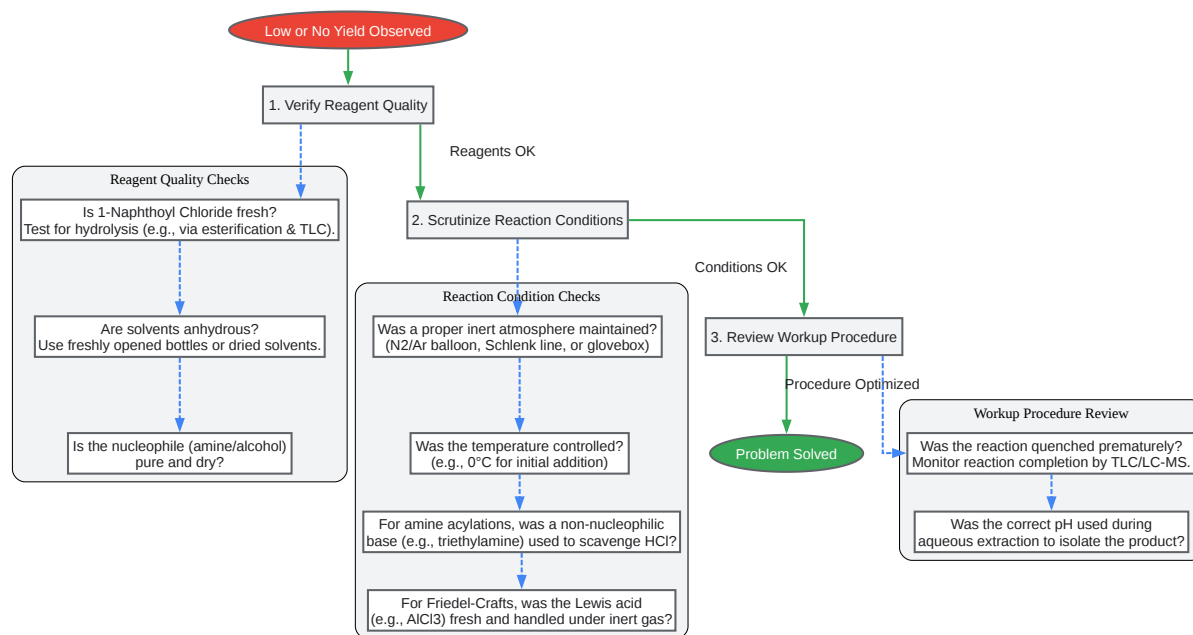 Low or No Yield Observed
1. Verify Reagent Quality
Reagents OK
Reagent Quality Checks
Is 1-Naphthoyl Chloride fresh?
Test for hydrolysis (e.g., via esterification & TLC).
Are solvents anhydrous?
Use freshly opened bottles or dried solvents.
Is the nucleophile (amine/alcohol)
pure and dry?
2. Scrutinize Reaction Conditions
Conditions OK
Reaction Condition Checks
Was a proper inert atmosphere maintained?
(N2/Ar balloon, Schlenk line, or glovebox)
Was the temperature controlled?
(e.g., 0°C for initial addition)
For amine acylations, was a non-nucleophilic
base (e.g., triethylamine) used to scavenge HCl?
For Friedel-Crafts, was the Lewis acid
(e.g., AlCl3) fresh and handled under inert gas?
3. Review Workup Procedure
Procedure Optimized
Problem Solved
Workup Procedure Review
Was the reaction quenched prematurely?
Monitor reaction completion by TLC/LC-MS.
Was the correct pH used during
aqueous extraction to isolate the product?